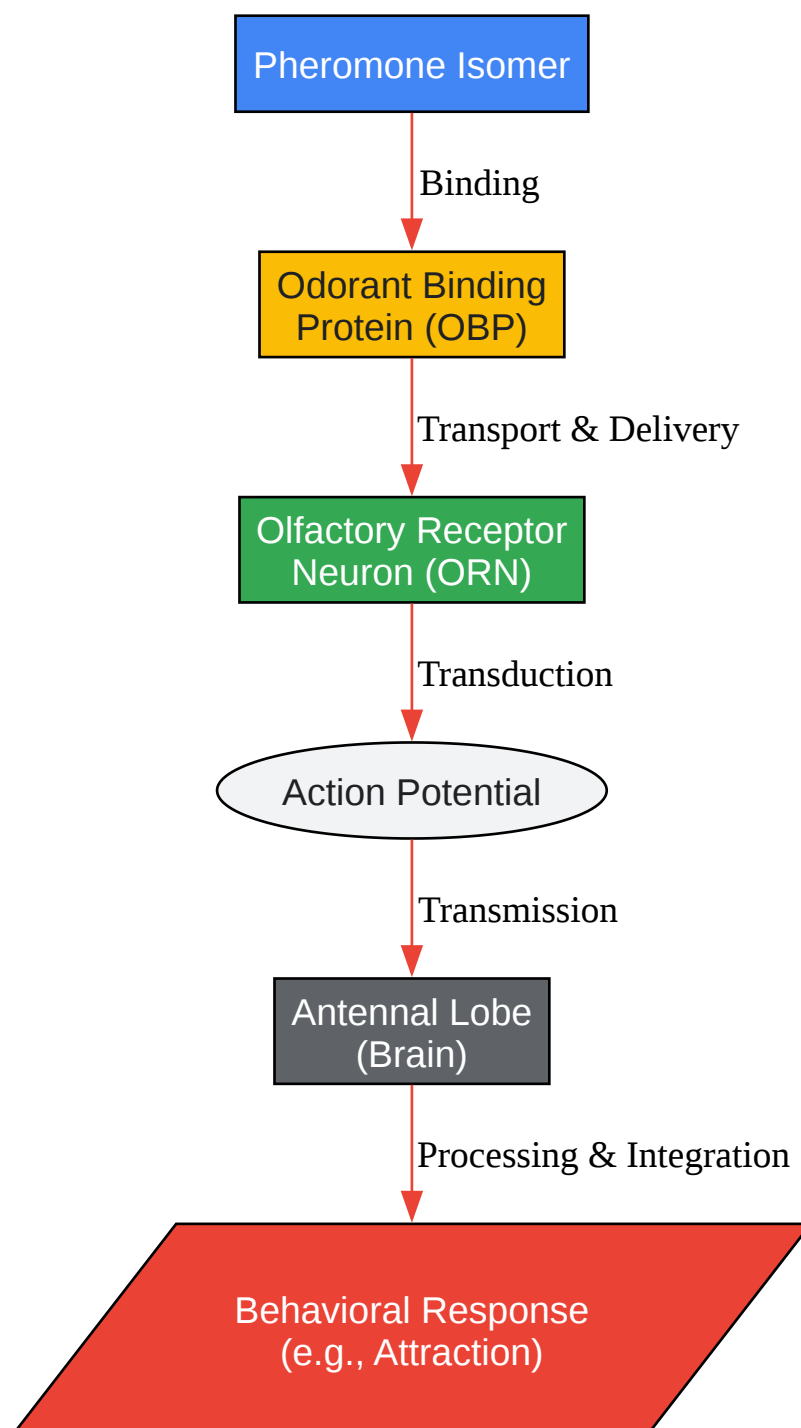 Pheromone Isomer
Binding
Odorant Binding
Protein (OBP)
Transport & Delivery
Olfactory Receptor
Neuron (ORN)
Transduction
Action Potential
Transmission
Antennal Lobe
(Brain)
Processing & Integration
Behavioral Response
(e.g., Attraction)